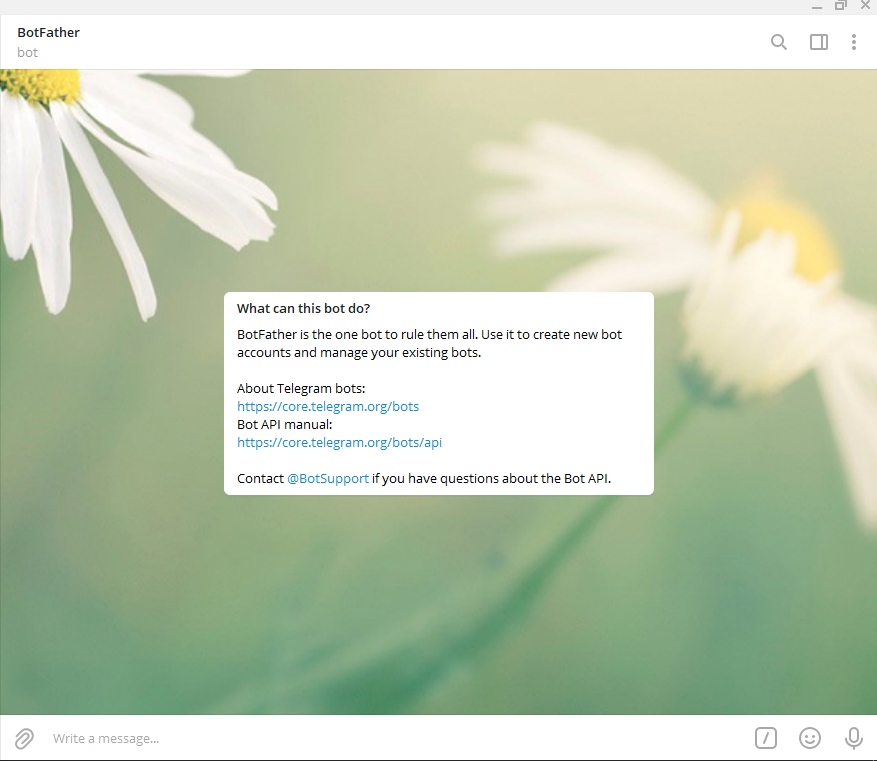 BotFather
bot
What can this bot do?
BotFather is the one bot to rule them all. Use it to create new bot
accounts and manage your existing bots.
About Telegram bots:
https://core.telegram.org/bots
Bot API manual:
https://core.telegram.org/bots/api
Contact @BotSupport if you have questions about the Bot API.
Write a message...